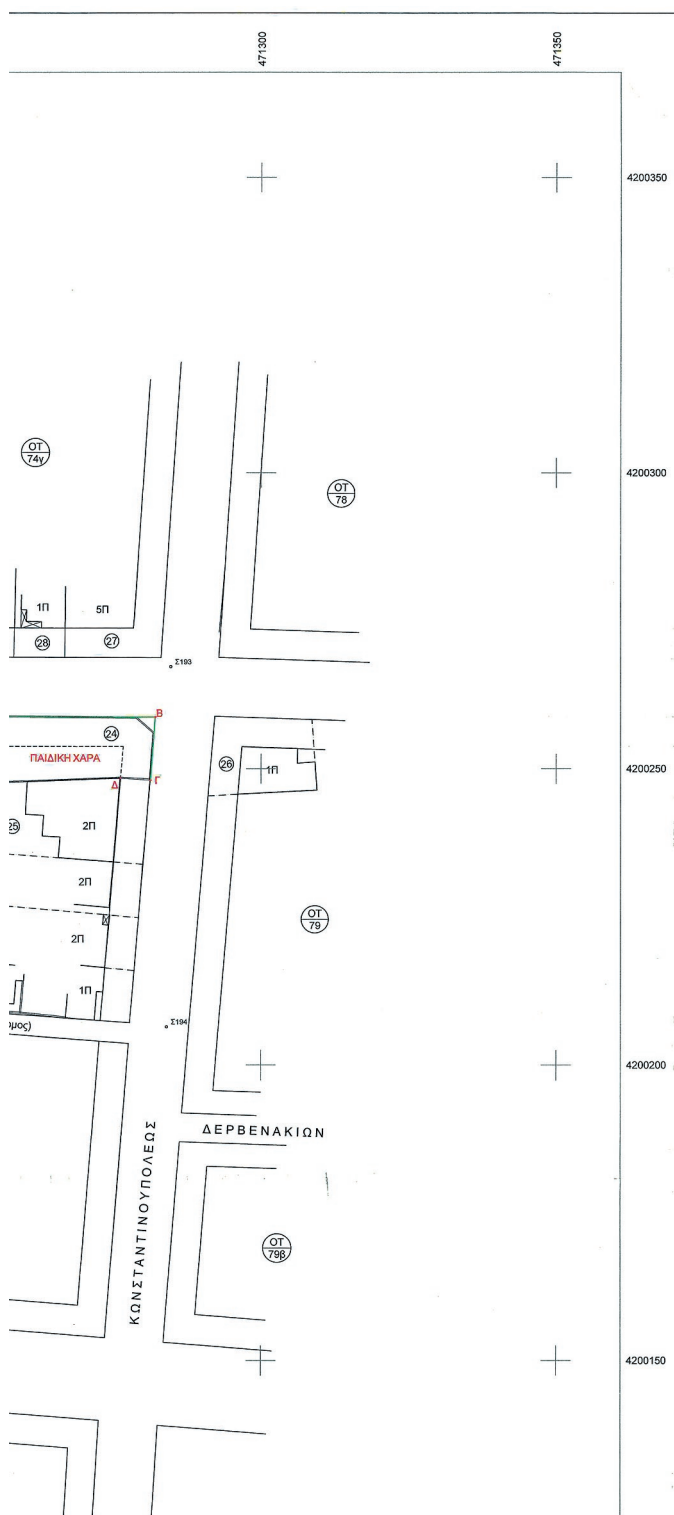 471300
471350
4200350
ΟΤ
74γ
4200300
ΟΤ
78
1Π
5Π
28
27
Σ193
Β
24
26
ΠΑΙΔΙΚΗ ΧΑΡΑ
4200250
1Π
Δ
Γ
25
2Π
2Π
ΟΤ
79
2Π
1Π
Σ194
ομος)
4200200
ΔΕΡΒΕΝΑΚΙΩΝ
ΚΩΝΣΤΑΝΤΙΝΟΥΠΟΛΕΩΣ
ΟΤ
79β
4200150